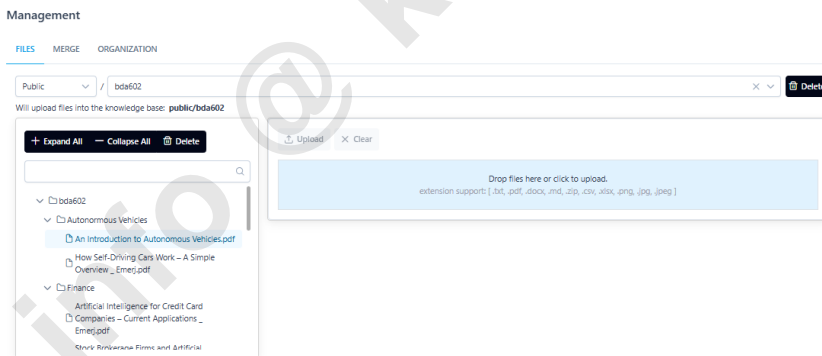 Management
FILES MERGE ORGANIZATION
Public / bda602 Delete
Will upload files into the knowledge base: public/bda602
Expand All Collapse All Delete
Upload Clear
Drop files here or click to upload.
extension support: [ .txt, .pdf, .docx, .md, .zip, .csv, .xlsx, .png, .jpg, .jpeg ]
bda602
Autonormous Vehicles
An Introduction to Autonomous Vehicles.pdf
How Self-Driving Cars Work – A Simple
Overview _ Emerj.pdf
Finance
Artificial Intelligence for Credit Card
Companies – Current Applications _
Emerj.pdf
Stock Brokerage Firms and Artificial
info @ k